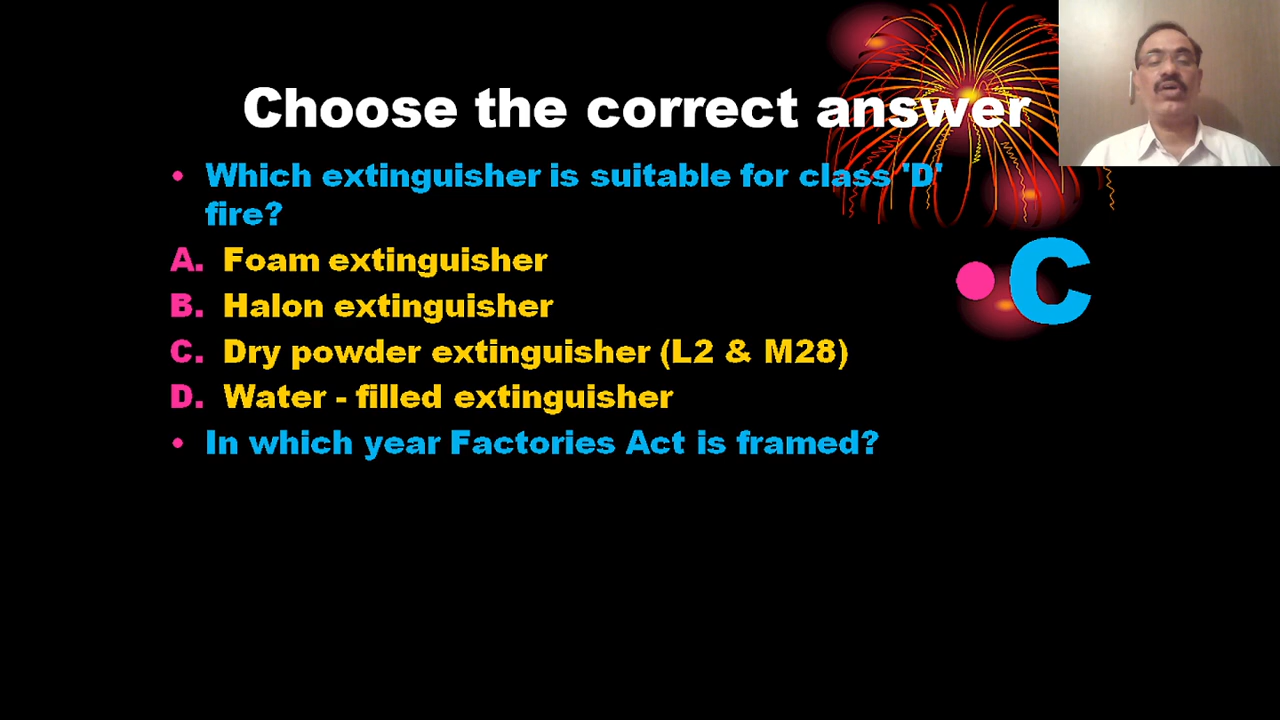 Choose the correct answer
• Which extinguisher is suitable for class 'D'
fire?
A. Foam extinguisher
B. Halon extinguisher
C. Dry powder extinguisher (L2 & M28)
D. Water - filled extinguisher
• In which year Factories Act is framed?
• C